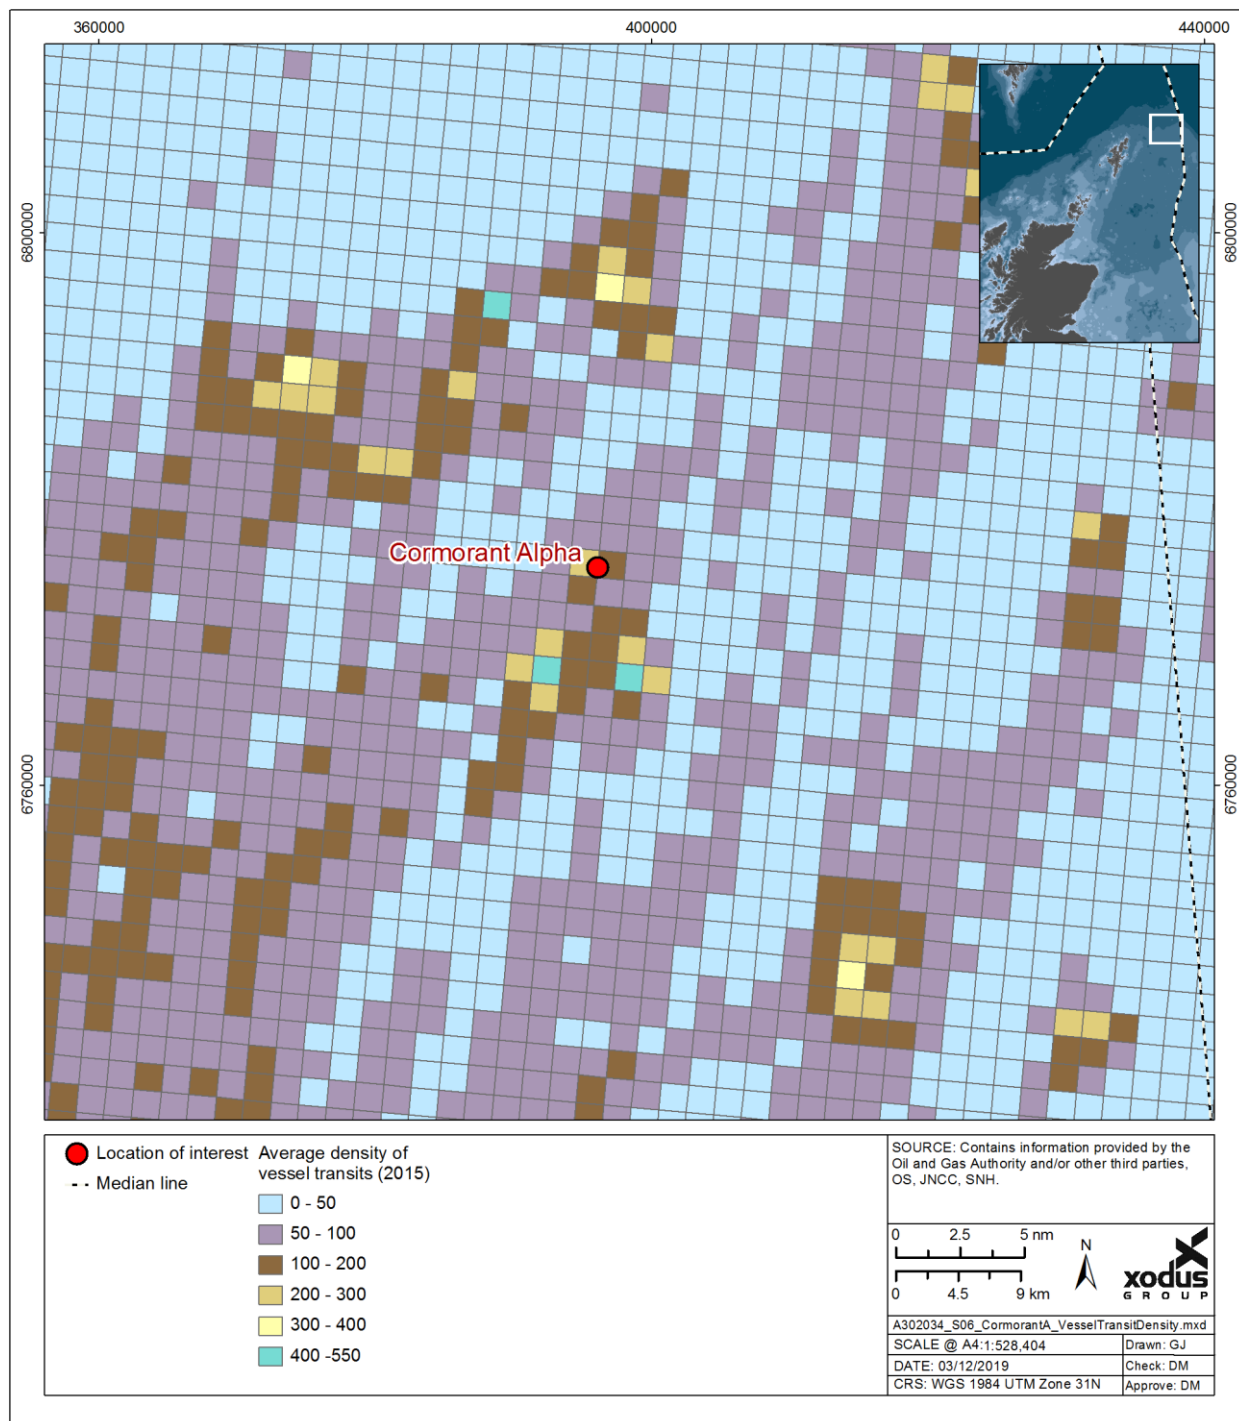 360000
400000
440000
6800000
6800000
Cormorant Alpha
6760000
6760000
Location of interest
Median line
Average density of
vessel transits (2015)
0 - 50
50 - 100
100 - 200
200 - 300
300 - 400
400 -550
SOURCE: Contains information provided by the
Oil and Gas Authority and/or other third parties,
OS, JNCC, SNH.
0 2.5 5 nm
0 4.5 9 km
N
xodus
GROUP
A302034_S06_CormorantA_VesselTransitDensity.mxd
SCALE @ A4:1:528,404
Drawn: GJ
DATE: 03/12/2019
Check: DM
CRS: WGS 1984 UTM Zone 31N
Approve: DM